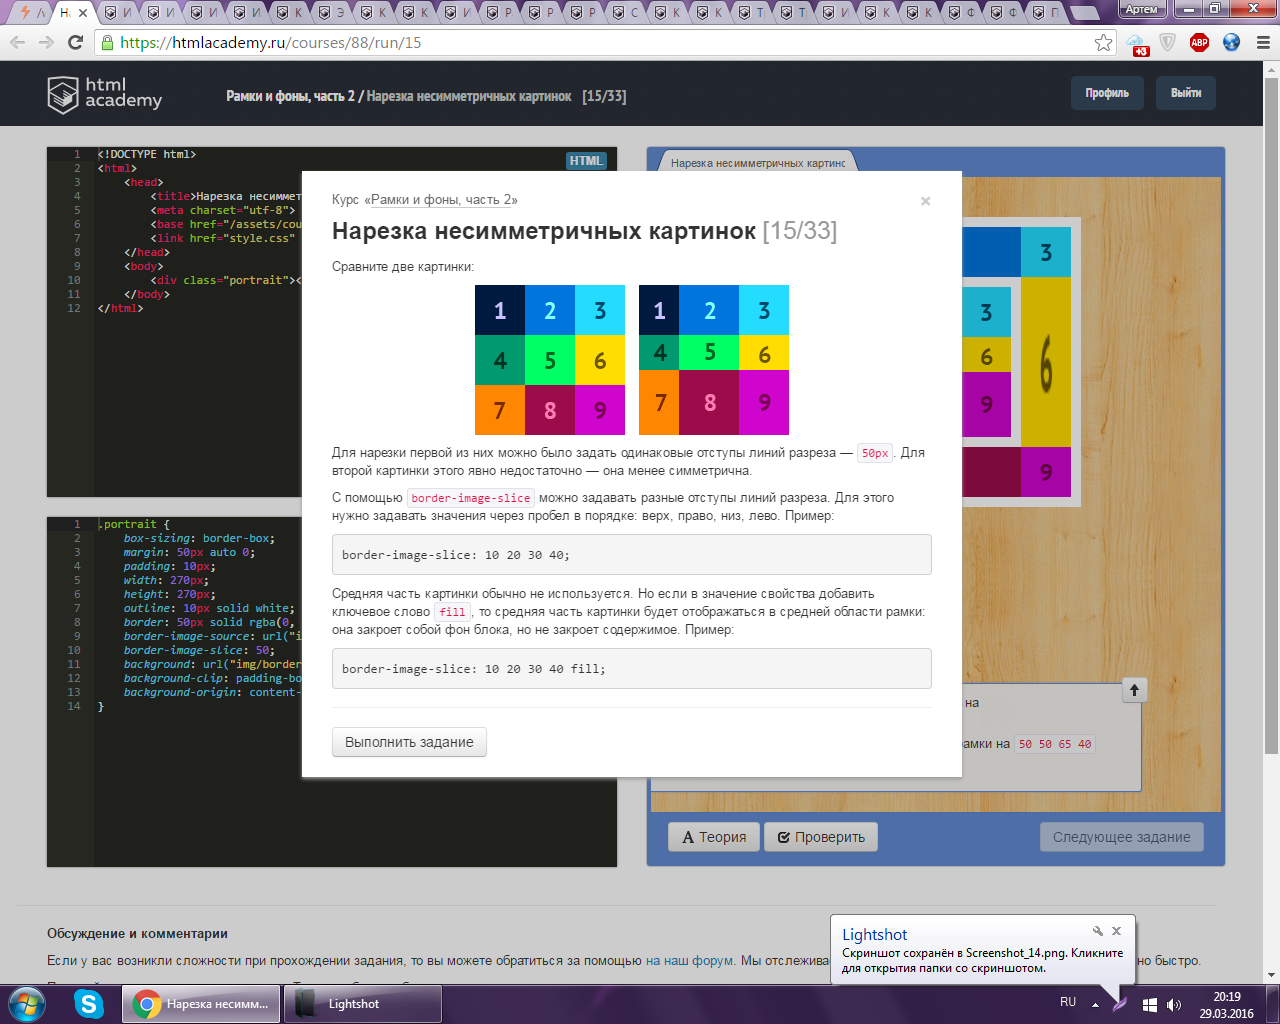 Артем
https://htmlacademy.ru/courses/88/run/15
+3
ABP
html
academy
Рамки и фоны, часть 2 / Нарезка несимметричных картинок [15/33]
Профиль
Выйти
1 <!DOCTYPE html>
HTML
2 <html>
3 <head>
4 <title>Нарезка несиммет
5 <meta charset="utf-8">
6 <base href="/assets/cou
7 <link href="style.css"
8 </head>
9 <body>
10 <div class="portrait"><
11 </body>
12 </html>
1 .portrait {
2 box-sizing: border-box;
3 margin: 50px auto 0;
4 padding: 10px;
5 width: 270px;
6 height: 270px;
7 outline: 10px solid white;
8 border: 50px solid rgba(0,
9 border-image-source: url("i
10 border-image-slice: 50;
11 background: url("img/border
12 background-clip: padding-bo
13 background-origin: content-
14 }
Курс «Рамки и фоны, часть 2»
×
Нарезка несимметричных картинок [15/33]
Сравните две картинки:
1 2 3 1 2 3
4 5 6 4 5 6
7 8 9 7 8 9
Для нарезки первой из них можно было задать одинаковые отступы линий разреза — 50px. Для
второй картинки этого явно недостаточно — она менее симметрична.
С помощью border-image-slice можно задавать разные отступы линий разреза. Для этого
нужно задавать значения через пробел в порядке: верх, право, низ, лево. Пример:
border-image-slice: 10 20 30 40;
Средняя часть картинки обычно не используется. Но если в значение свойства добавить
ключевое слово fill, то средняя часть картинки будет отображаться в средней области рамки:
она закроет собой фон блока, но не закроет содержимое. Пример:
border-image-slice: 10 20 30 40 fill;
Выполнить задание
Нарезка несимметричных картинок
3
3
6
6
9
9
на
рамки на 50 50 65 40
Теория
Проверить
Следующее задание
Обсуждение и комментарии
Если у вас возникли сложности при прохождении задания, то вы можете обратиться за помощью на наш форум. Мы отслежива
но быстро.
Lightshot
Скриншот сохранён в Screenshot_14.png. Кликните
для открытия папки со скриншотом.
Нарезка несимм...
Lightshot
RU
20:19
29.03.2016